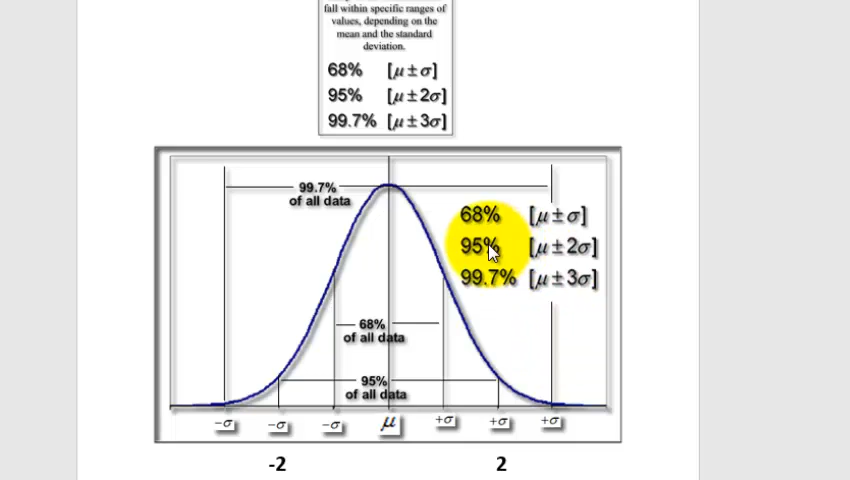 fall within specific ranges of
values, depending on the
mean and the standard
deviation.
68% [μ ± σ]
95% [μ ± 2σ]
99.7% [μ ± 3σ]
99.7%
of all data
68% [μ ± σ]
95% [μ ± 2σ]
99.7% [μ ± 3σ]
68%
of all data
95%
of all data
-σ -σ -σ μ +σ +σ +σ
-2 2